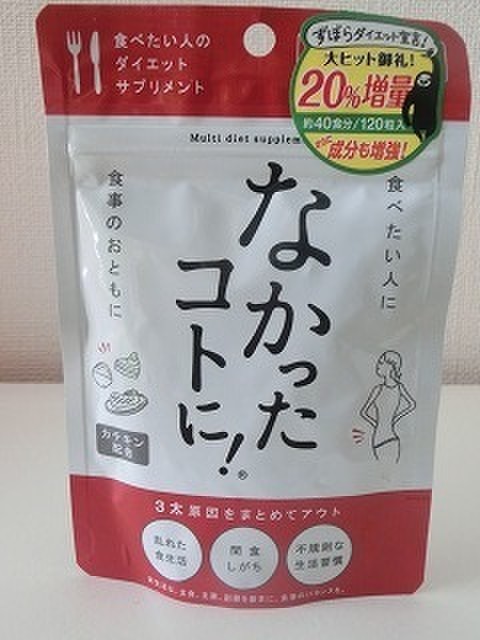 食べたい人の
ダイエット
サプリメント
ずぼらダイエット宣言!
大ヒット御礼!
20%増量
約40食分/120粒入
成分も増強!
Multi diet supplem
食べたい人に
なかった
コトに!®
食事のおともに
カテキン
配合
3大原因をまとめてアウト
乱れた
食生活
間食
しがち
不規則な
生活習慣